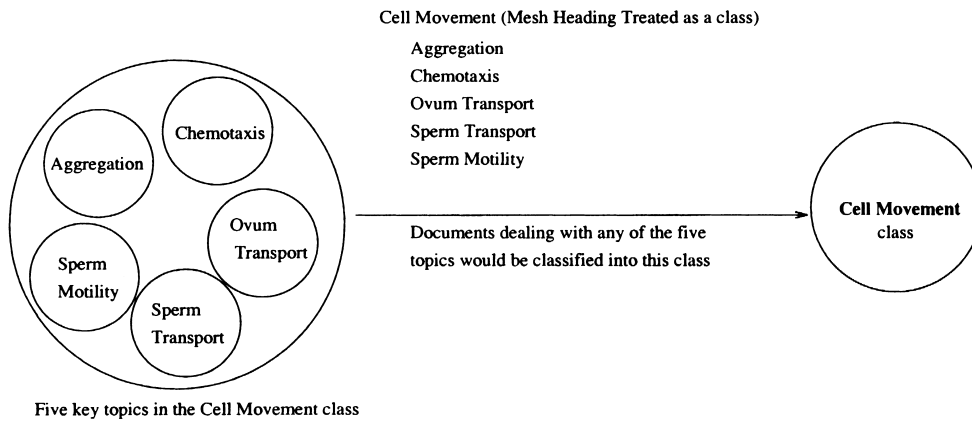 Cell Movement (Mesh Heading Treated as a class)
Aggregation
Chemotaxis
Ovum Transport
Sperm Transport
Sperm Motility
Chemotaxis
Aggregation
Ovum
Transport
Sperm
Motility
Sperm
Transport
Documents dealing with any of the five
topics would be classified into this class
Cell Movement
class
Five key topics in the Cell Movement class